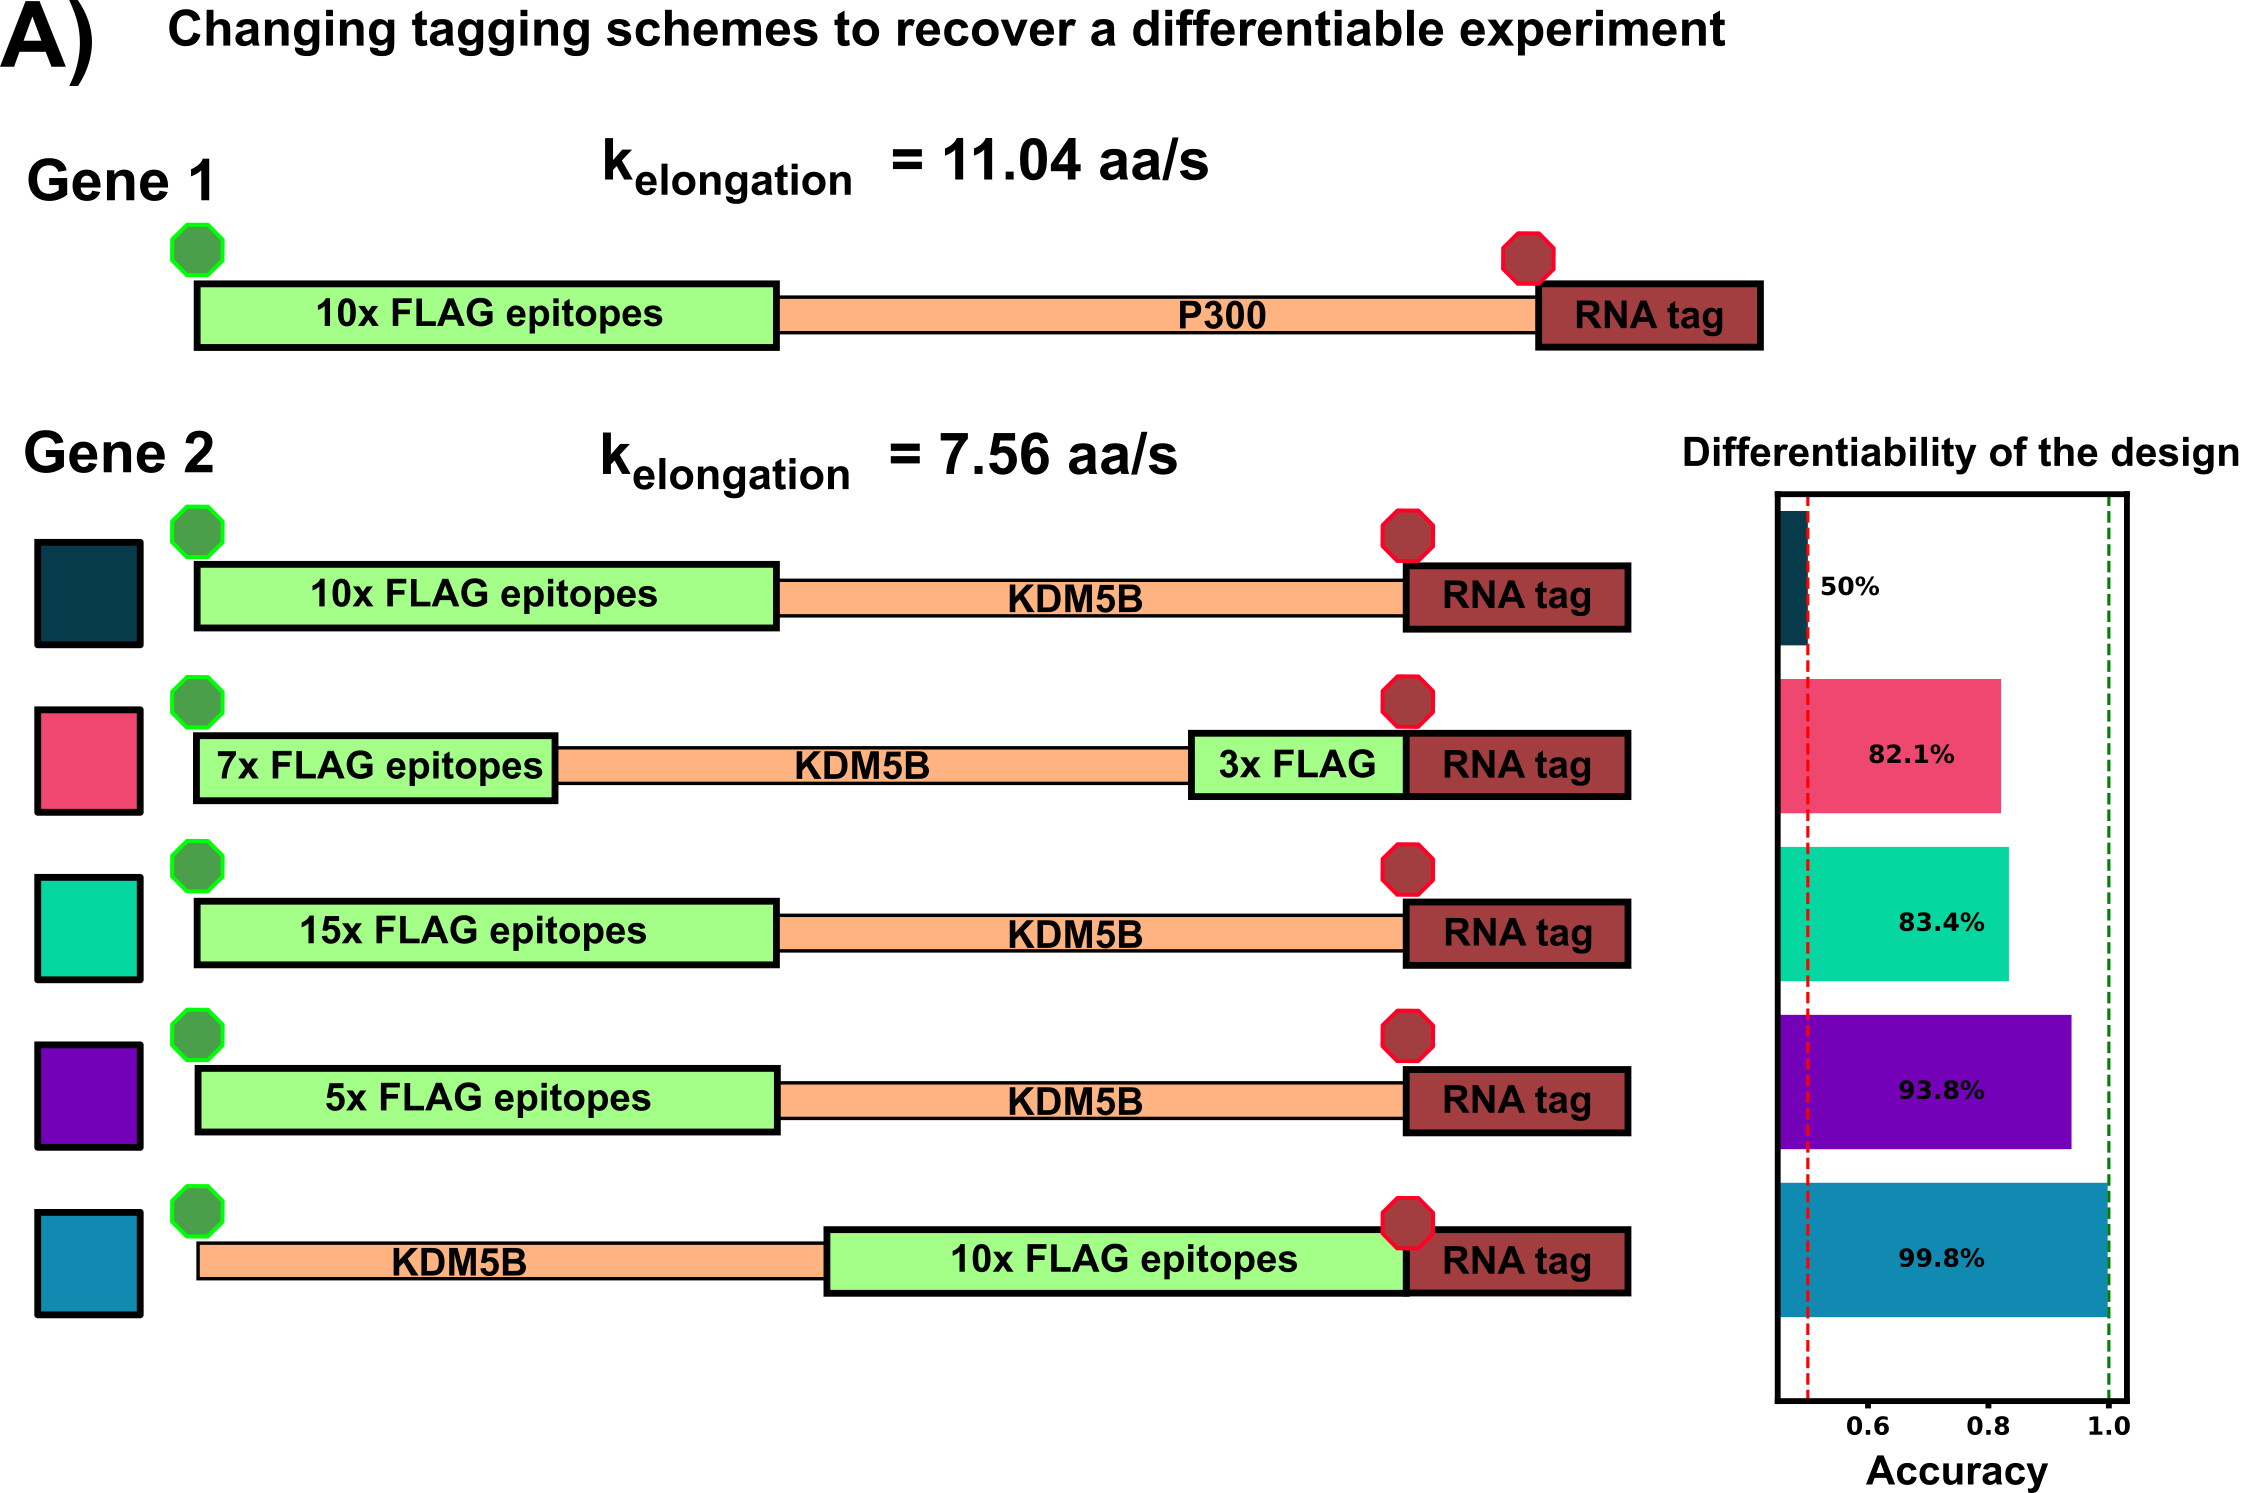 A) Changing tagging schemes to recover a differentiable experiment
Gene 1
kelongation = 11.04 aa/s
10x FLAG epitopes P300 RNA tag
Gene 2
kelongation = 7.56 aa/s
Differentiability of the design
10x FLAG epitopes KDM5B RNA tag 50%
7x FLAG epitopes KDM5B 3x FLAG RNA tag 82.1%
15x FLAG epitopes KDM5B RNA tag 83.4%
5x FLAG epitopes KDM5B RNA tag 93.8%
KDM5B 10x FLAG epitopes RNA tag 99.8%
0.6 0.8 1.0
Accuracy